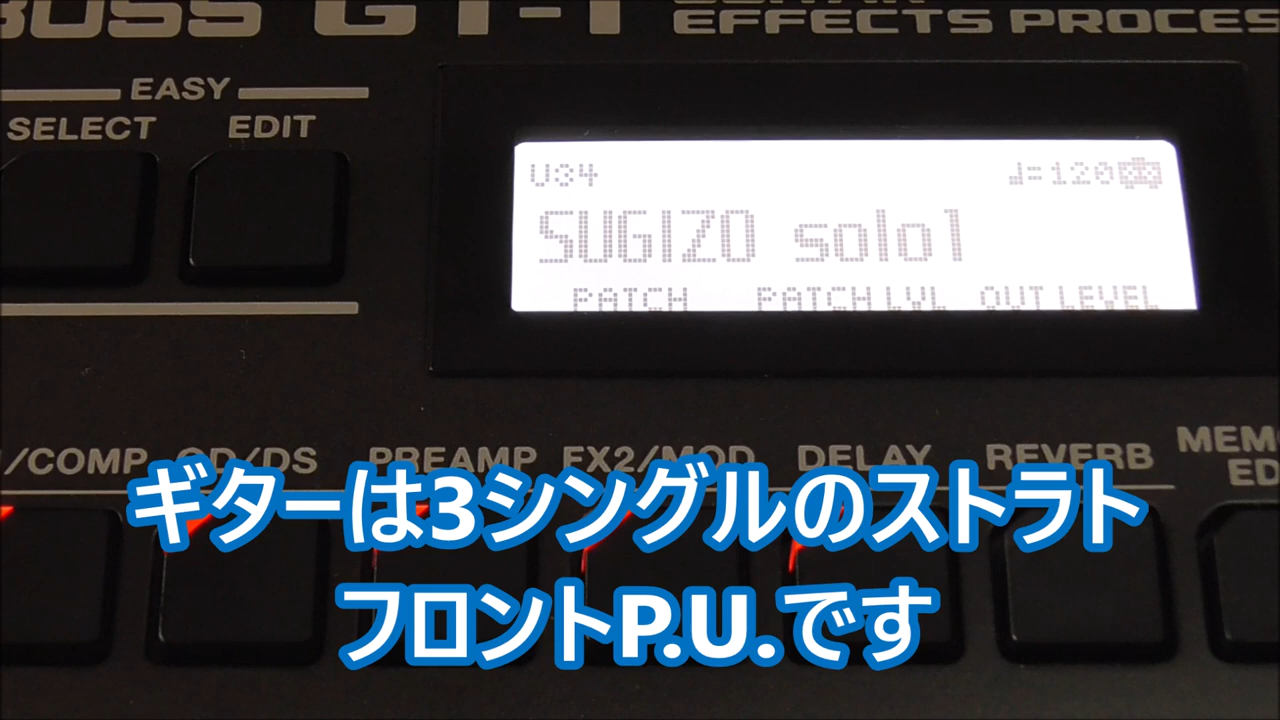 BOSS GT-1
EFFECTS PROCES
EASY
SELECT EDIT
U34
♩=120
SUGIZO solo1
PATCH PATCH LVL OUT LEVEL
/COMP OD/DS PREAMP FX2/MOD DELAY REVERB
MEM
ED
ギターは3シングルのストラト
フロントP.U.です